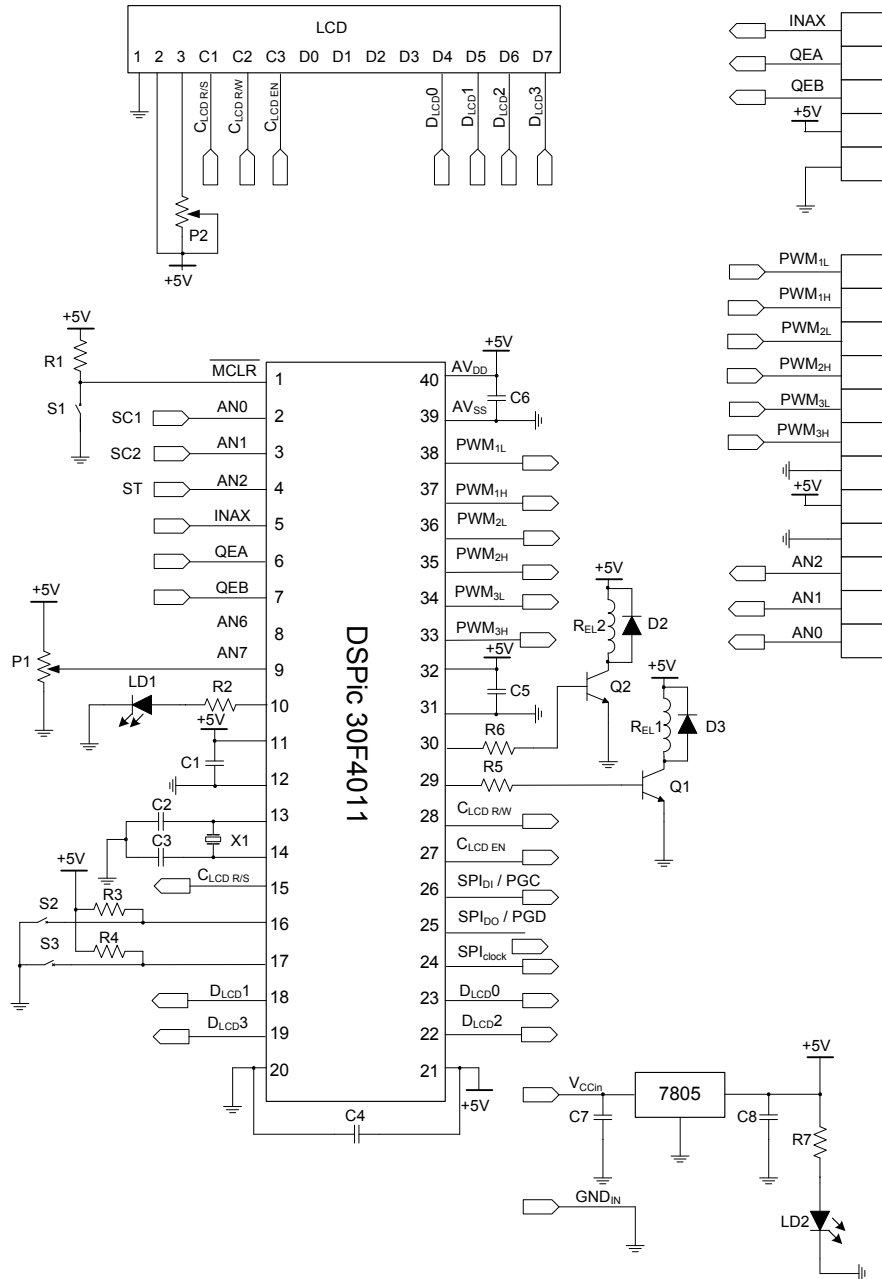 LCD
1 2 3 C1 C2 C3 D0 D1 D2 D3 D4 D5 D6 D7
CLCD R/S
CLCD R/W
CLCD EN
DLCD0
DLCD1
DLCD2
DLCD3
P2
+5V
INAX
QEA
QEB
+5V
PWM1L
PWM1H
PWM2L
PWM2H
PWM3L
PWM3H
+5V
AN2
AN1
AN0
DSPic 30F4011
+5V
R1
S1
MCLR 1
SC1 AN0 2
SC2 AN1 3
ST AN2 4
INAX 5
QEA 6
QEB 7
AN6 8
+5V
P1
AN7 9
LD1 R2 10
+5V
11
C1
12
C2 13
C3 X1 14
CLCD R/S 15
+5V
S2 R3 16
S3 R4 17
DLCD1 18
DLCD3 19
20
C4
40 AVDD +5V
C6
39 AVSS
38 PWM1L
37 PWM1H
36 PWM2L
35 PWM2H
34 PWM3L
33 PWM3H
32 +5V
C5
31
30 R6
29 R5
+5V
REL2 D2
Q2
+5V
REL1 D3
Q1
28 CLCD R/W
27 CLCD EN
26 SPIDI / PGC
25 SPIDO / PGD
24 SPIclock
23 DLCD0
22 DLCD2
21
+5V
VCCin 7805 +5V
C7 C8 R7
GNDIN
LD2